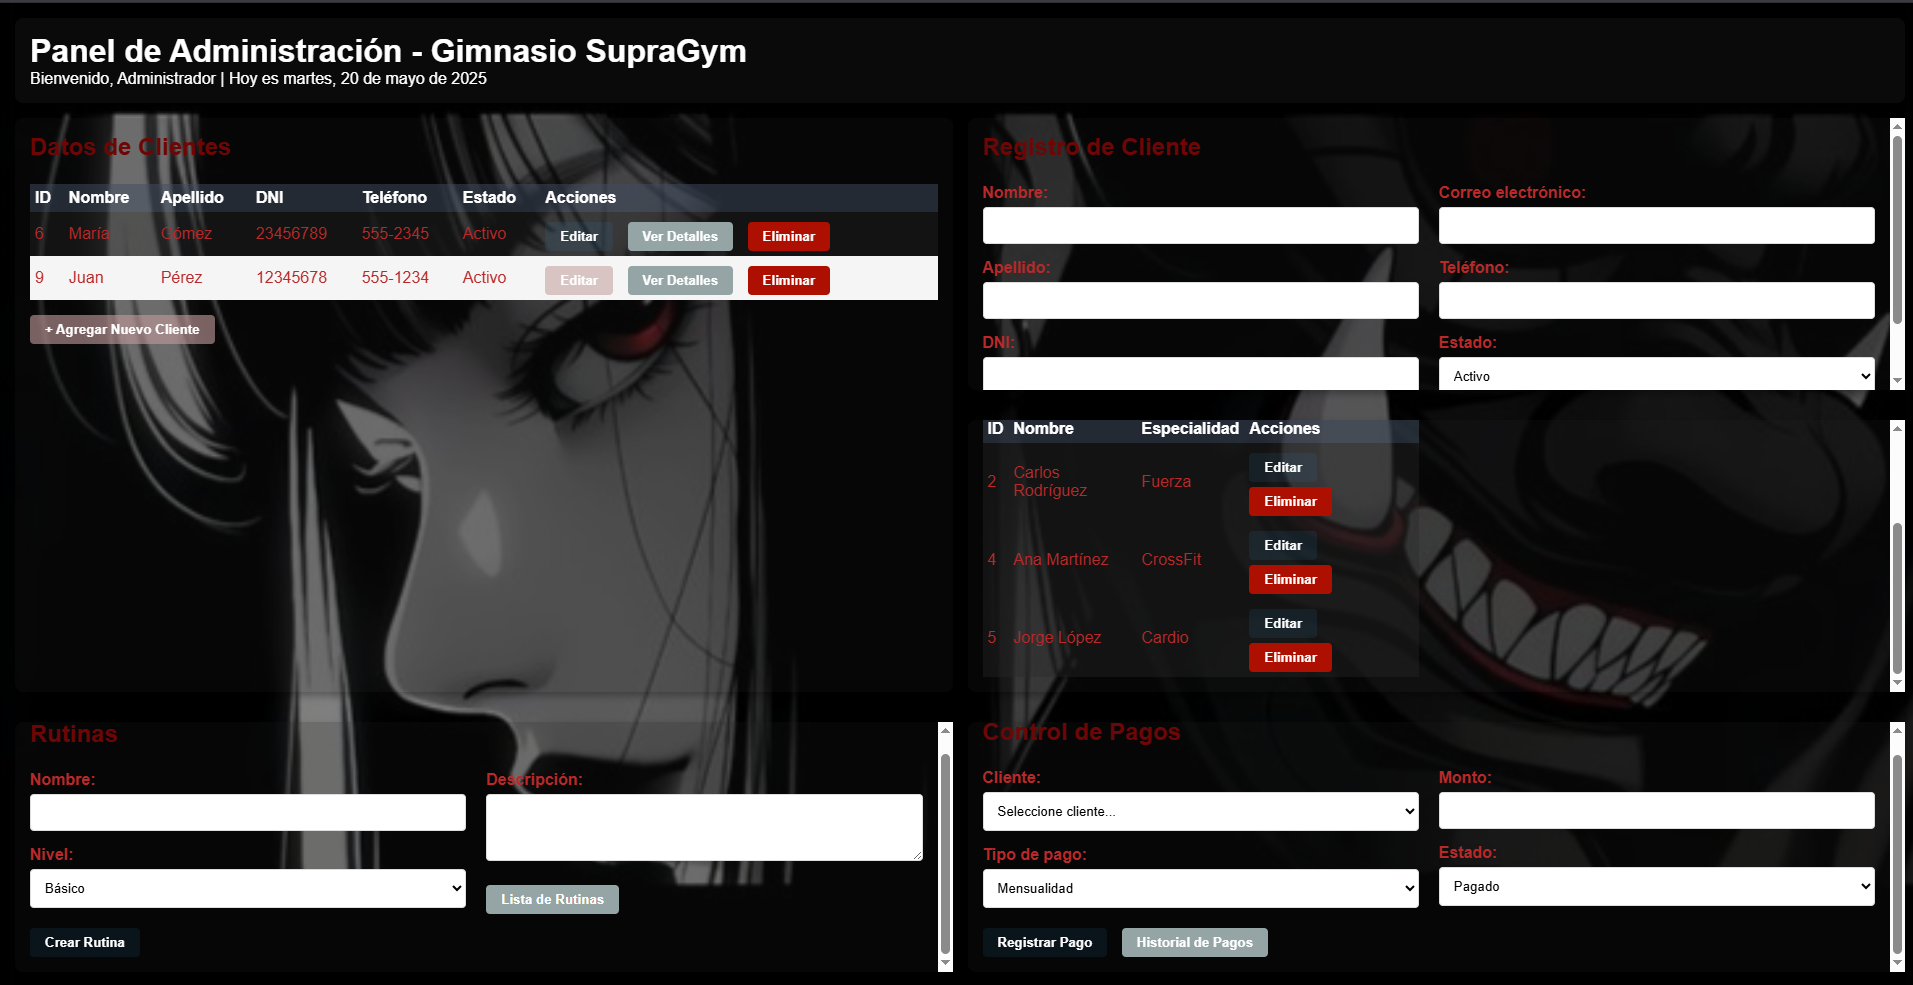 Panel de Administración - Gimnasio SupraGym
Bienvenido, Administrador | Hoy es martes, 20 de mayo de 2025
Datos de Clientes
ID Nombre Apellido DNI Teléfono Estado Acciones
6 María Gómez 23456789 555-2345 Activo Editar Ver Detalles Eliminar
9 Juan Pérez 12345678 555-1234 Activo Editar Ver Detalles Eliminar
+ Agregar Nuevo Cliente
Registro de Cliente
Nombre: Correo electrónico:
Apellido: Teléfono:
DNI: Estado:
Activo
ID Nombre Especialidad Acciones
2 Carlos Rodríguez Fuerza Editar
Eliminar
4 Ana Martínez CrossFit Editar
Eliminar
5 Jorge López Cardio Editar
Eliminar
Rutinas
Nombre: Descripción:
Nivel:
Básico
Lista de Rutinas
Crear Rutina
Control de Pagos
Cliente: Monto:
Seleccione cliente...
Tipo de pago: Estado:
Mensualidad Pagado
Registrar Pago Historial de Pagos